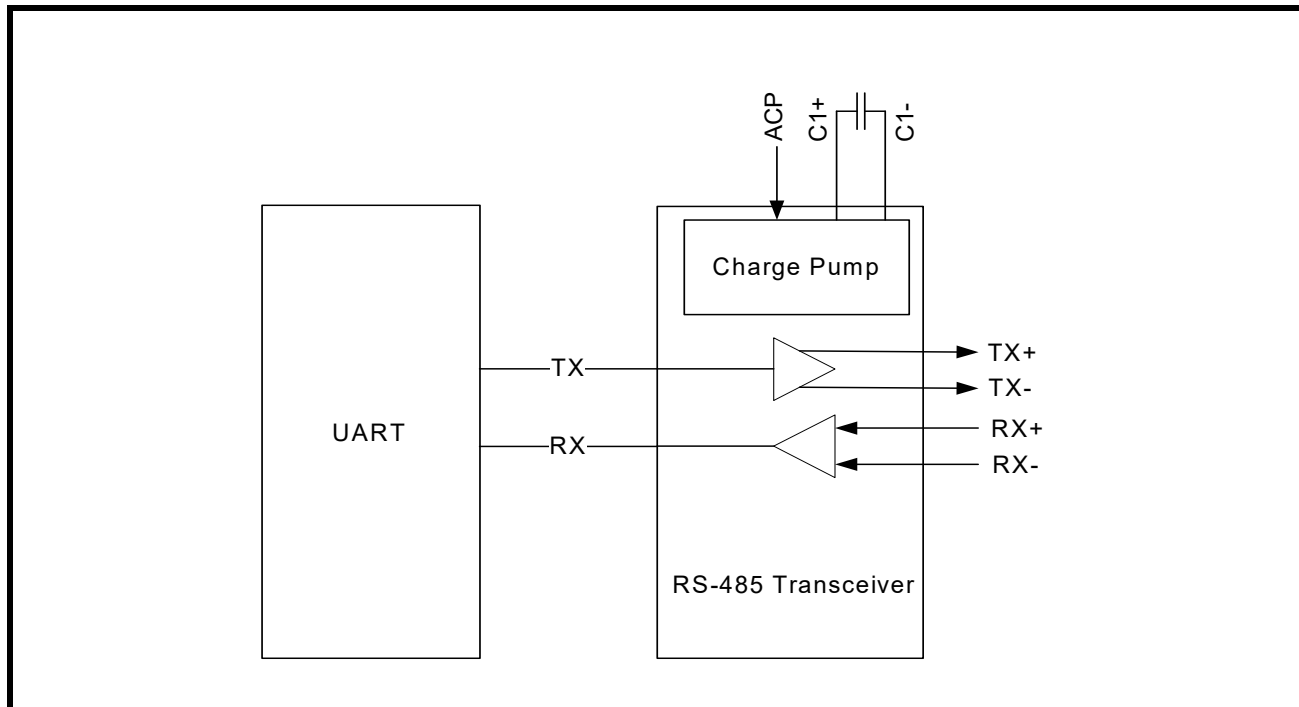 ACP
C1+
C1-
Charge Pump
TX
TX+
TX-
UART
RX
RX+
RX-
RS-485 Transceiver